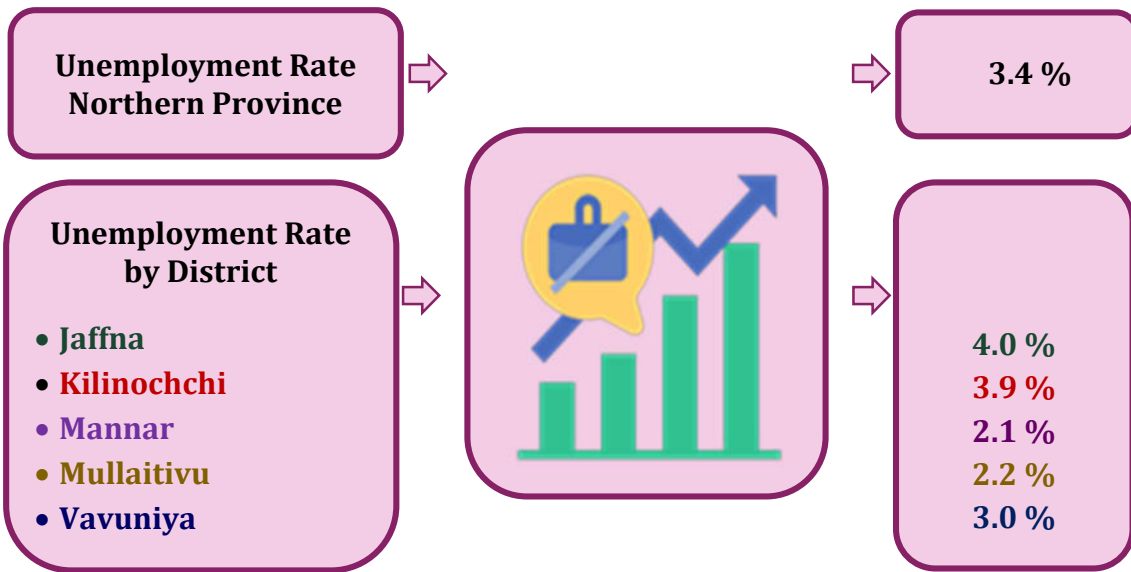 Unemployment Rate
Northern Province
3.4 %
Unemployment Rate
by District
• Jaffna
4.0 %
• Kilinochchi
3.9 %
• Mannar
2.1 %
• Mullaitivu
2.2 %
• Vavuniya
3.0 %